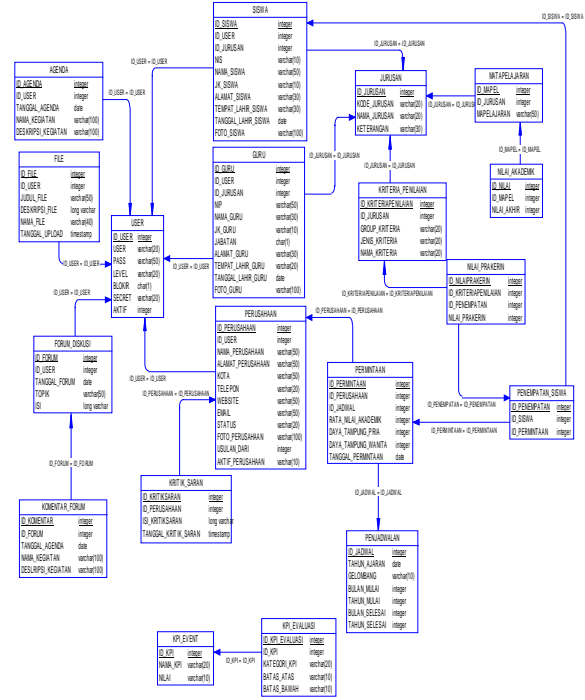 SISWA
ID_SISWA integer
ID_USER integer
ID_JURUSAN integer
NIS varchar(10)
NAMA_SISWA varchar(50)
JK_SISWA varchar(10)
ALAMAT_SISWA varchar(30)
TEMPAT_LAHIR_SISWA varchar(30)
TANGGAL_LAHIR_SISWA date
FOTO_SISWA varchar(100)
ID_SISWA = ID_SISWA
ID_USER = ID_USER
ID_JURUSAN = ID_JURUSAN
AGENDA
ID_AGENDA integer
ID_USER integer
TANGGAL_AGENDA date
NAMA_KEGIATAN varchar(100)
DESKRIPSI_KEGIATAN varchar(100)
ID_USER = ID_USER
JURUSAN
ID_JURUSAN integer
KODE_JURUSAN varchar(20)
NAMA_JURUSAN varchar(20)
KETERANGAN varchar(30)
ID_JURUSAN = ID_JURUSAN
MATAPELAJARAN
ID_MAPEL integer
ID_JURUSAN integer
MAPELAJARAN varchar(50)
ID_MAPEL = ID_MAPEL
NILAI_AKADEMIK
ID_NILAI integer
ID_MAPEL integer
NILAI_AKHIR integer
FILE
ID_FILE integer
ID_USER integer
JUDUL_FILE varchar(50)
DESKRIPSI_FILE long varchar
NAMA_FILE varchar(40)
TANGGAL_UPLOAD timestamp
ID_USER = ID_USER
GURU
ID_GURU integer
ID_USER integer
ID_JURUSAN integer
NIP varchar(50)
NAMA_GURU varchar(30)
JK_GURU varchar(10)
JABATAN char(1)
ALAMAT_GURU varchar(30)
TEMPAT_LAHIR_GURU varchar(20)
TANGGAL_LAHIR_GURU date
FOTO_GURU varchar(100)
ID_JURUSAN = ID_JURUSAN
ID_USER = ID_USER
ID_JURUSAN = ID_JURUSAN
KRITERIA_PENILAIAN
ID_KRITERIAPENILAIAN integer
ID_JURUSAN integer
GROUP_KRITERIA varchar(20)
JENIS_KRITERIA varchar(20)
NAMA_KRITERIA varchar(20)
USER
ID_USER integer
USER varchar(20)
PASS varchar(50)
LEVEL varchar(20)
BLOKIR char(1)
SECRET varchar(20)
AKTIF integer
NILAI_PRAKERIN
ID_NILAIPRAKERIN integer
ID_KRITERIAPENILAIAN integer
ID_PENEMPATAN integer
NILAI_PRAKERIN integer
ID_KRITERIAPENILAIAN = ID_KRITERIAPENILAIAN
ID_USER = ID_USER
FORUM_DISKUSI
ID_FORUM integer
ID_USER integer
TANGGAL_FORUM date
TOPIK varchar(50)
ISI long varchar
ID_FORUM = ID_FORUM
PERUSAHAAN
ID_PERUSAHAAN integer
ID_USER integer
NAMA_PERUSAHAAN varchar(50)
ALAMAT_PERUSAHAAN varchar(50)
KOTA varchar(50)
TELEPON varchar(20)
WEBSITE varchar(50)
EMAIL varchar(50)
STATUS varchar(20)
FOTO_PERUSAHAAN varchar(100)
USULAN_DARI integer
AKTIF_PERUSAHAAN varchar(10)
ID_USER = ID_USER
ID_PERUSAHAAN = ID_PERUSAHAAN
ID_PERUSAHAAN = ID_PERUSAHAAN
PERMINTAAN
ID_PERMINTAAN integer
ID_PERUSAHAAN integer
ID_JADWAL integer
RATA_NILAI_AKADEMIK integer
DAYA_TAMPUNG_PRIA integer
DAYA_TAMPUNG_WANITA integer
TANGGAL_PERMINTAAN date
ID_PENEMPATAN = ID_PENEMPATAN
ID_PERMINTAAN = ID_PERMINTAAN
PENEMPATAN_SISWA
ID_PENEMPATAN integer
ID_SISWA integer
ID_PERMINTAAN integer
KRITIK_SARAN
ID_KRITIKSARAN integer
ID_PERUSAHAAN integer
ISI_KRITIKSARAN long varchar
TANGGAL_KRITIK_SARAN timestamp
ID_JADWAL = ID_JADWAL
KOMENTAR_FORUM
ID_KOMENTAR integer
ID_FORUM integer
TANGGAL_AGENDA date
NAMA_KEGIATAN varchar(100)
DESLRIPSI_KEGIATAN varchar(100)
PENJADWALAN
ID_JADWAL integer
TAHUN_AJARAN date
GELOMBANG varchar(10)
BULAN_MULAI integer
TAHUN_MULAI integer
BULAN_SELESAI integer
TAHUN_SELESAI integer
KPI_EVENT
ID_KPI integer
NAMA_KPI varchar(20)
NILAI varchar(10)
ID_KPI = ID_KPI
KPI_EVALUASI
ID_KPI_EVALUASI integer
ID_KPI integer
KATEGORI_KPI varchar(20)
BATAS_ATAS varchar(10)
BATAS_BAWAH varchar(10)